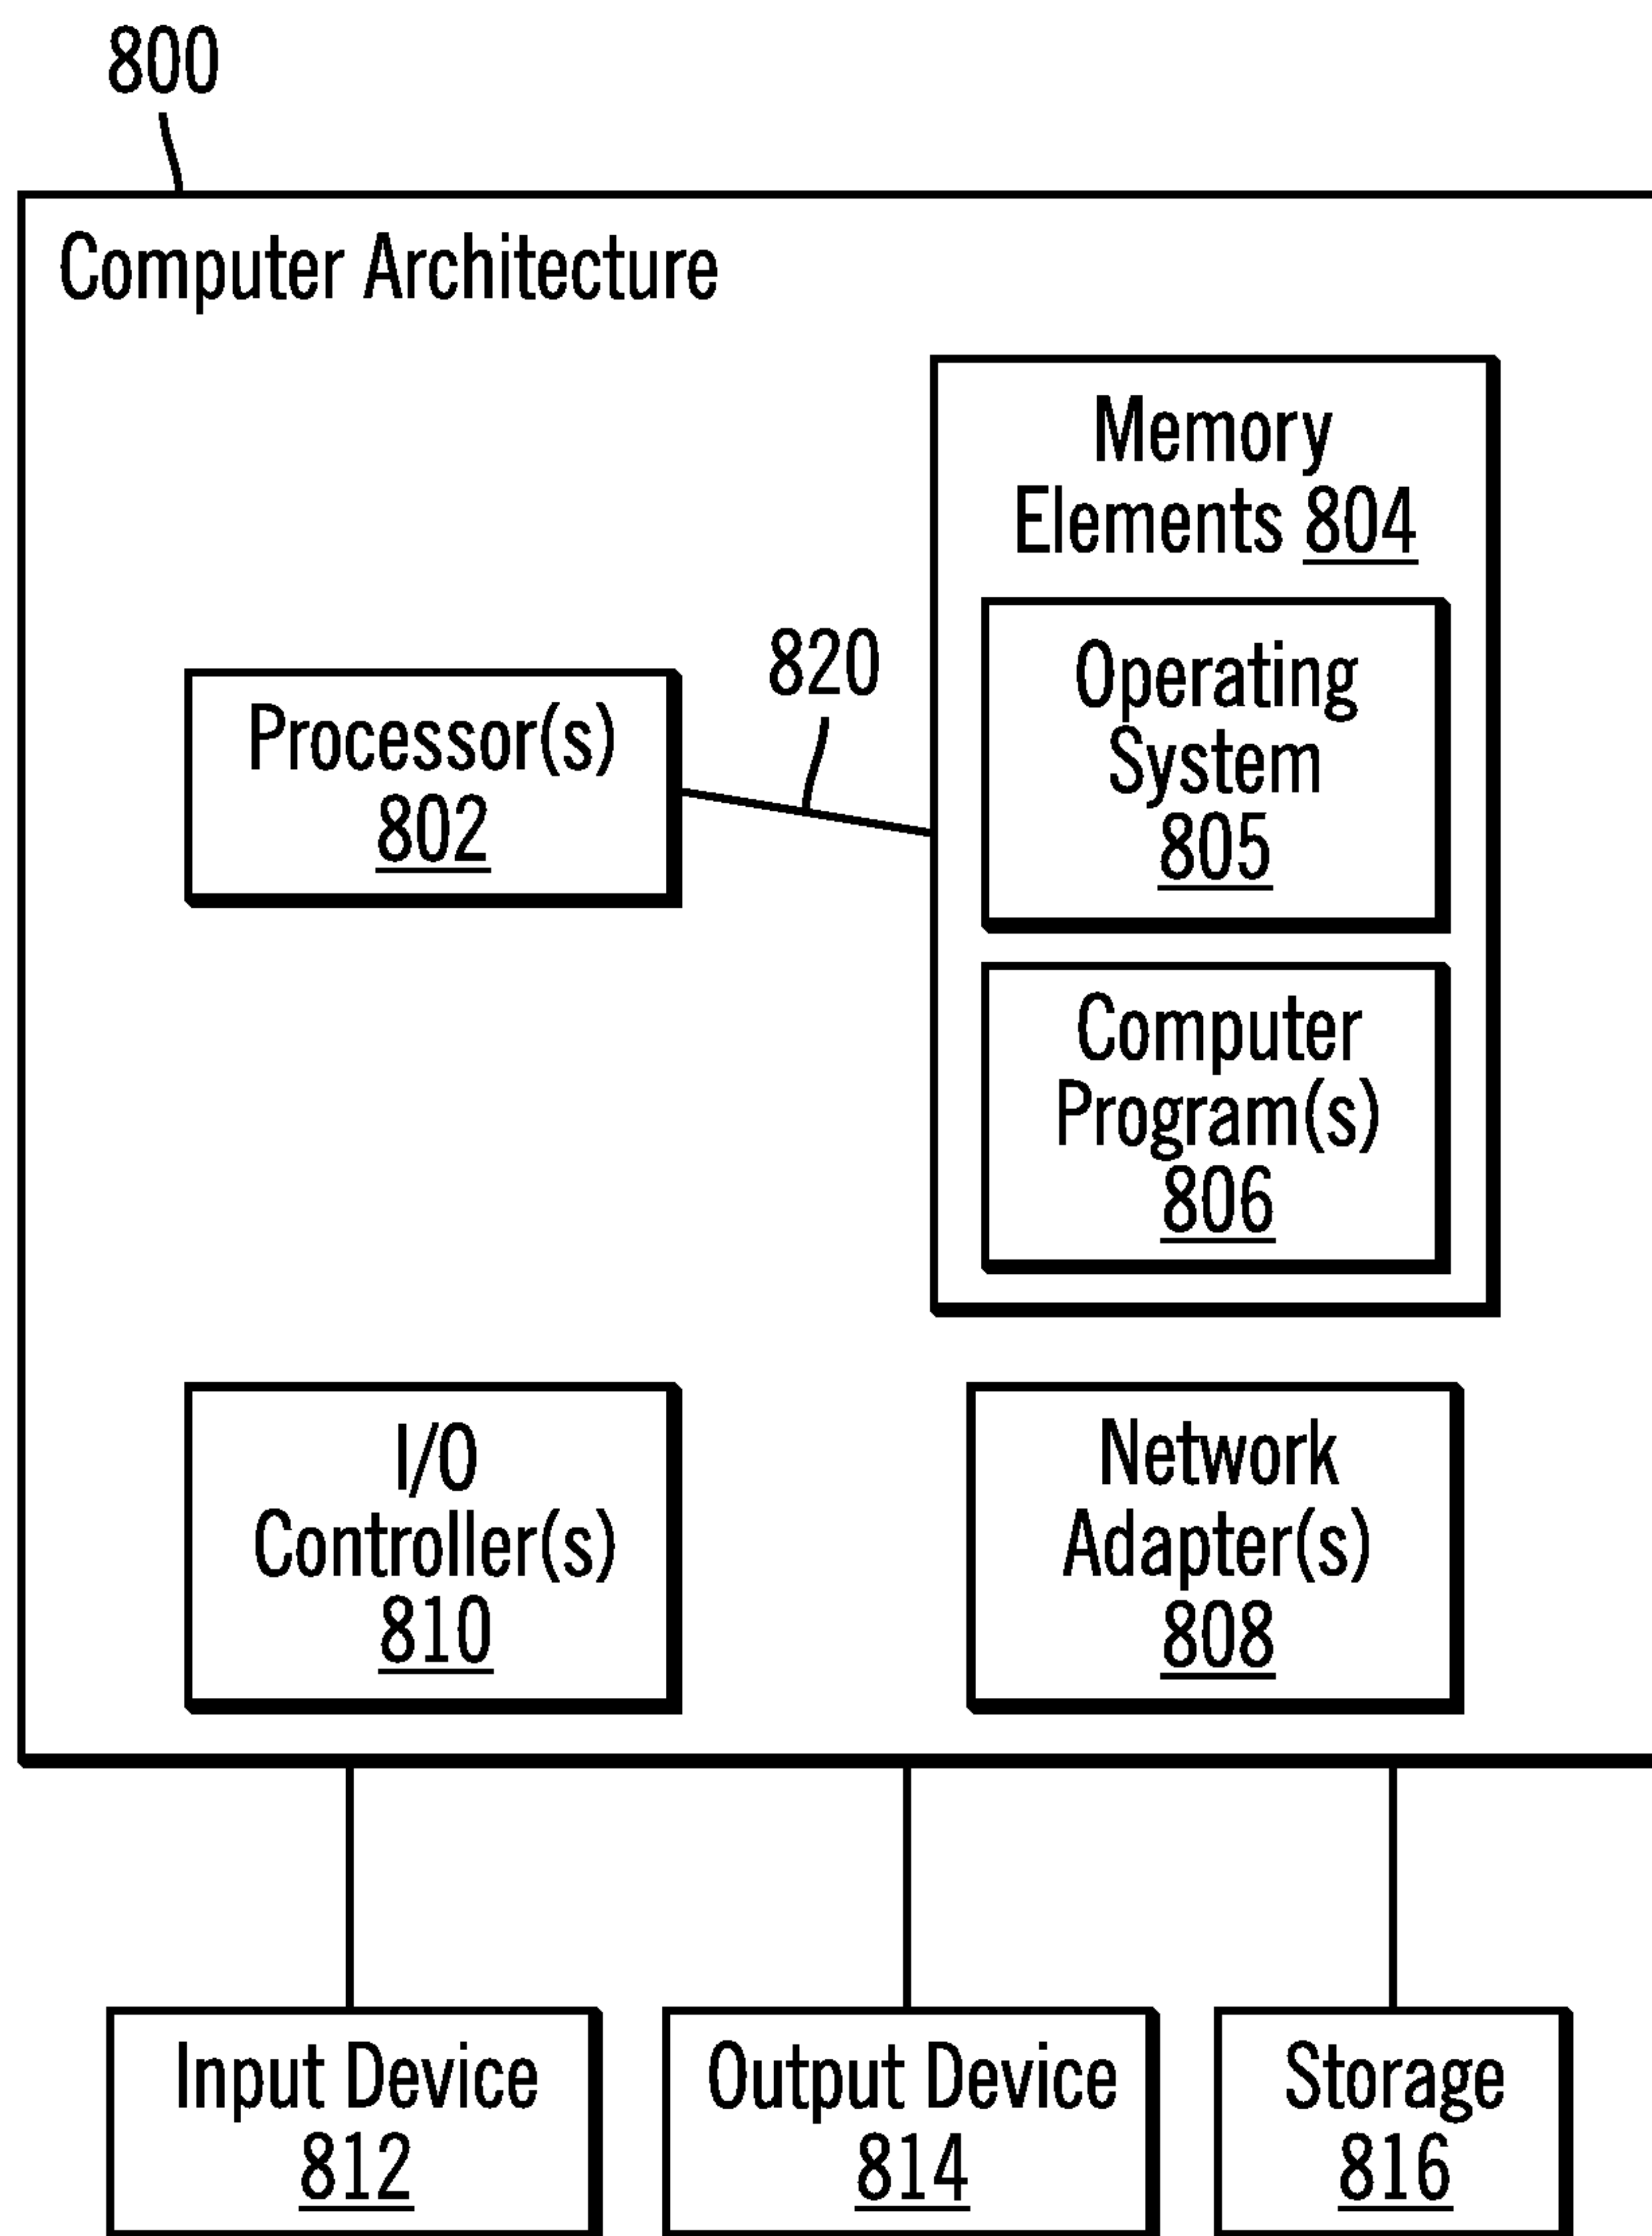 800
Computer Architecture
Memory
Elements 804
820
Operating
System
805
Processor(s)
802
Computer
Program(s)
806
I/O
Controller(s)
810
Network
Adapter(s)
808
Input Device
812
Output Device
814
Storage
816